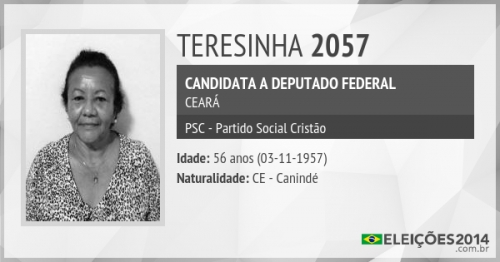 TERESINHA 2057
CANDIDATA A DEPUTADO FEDERAL
CEARÁ
PSC - Partido Social Cristão
Idade: 56 anos (03-11-1957)
Naturalidade: CE - Canindé
ELEIÇÕES2014
.com.br